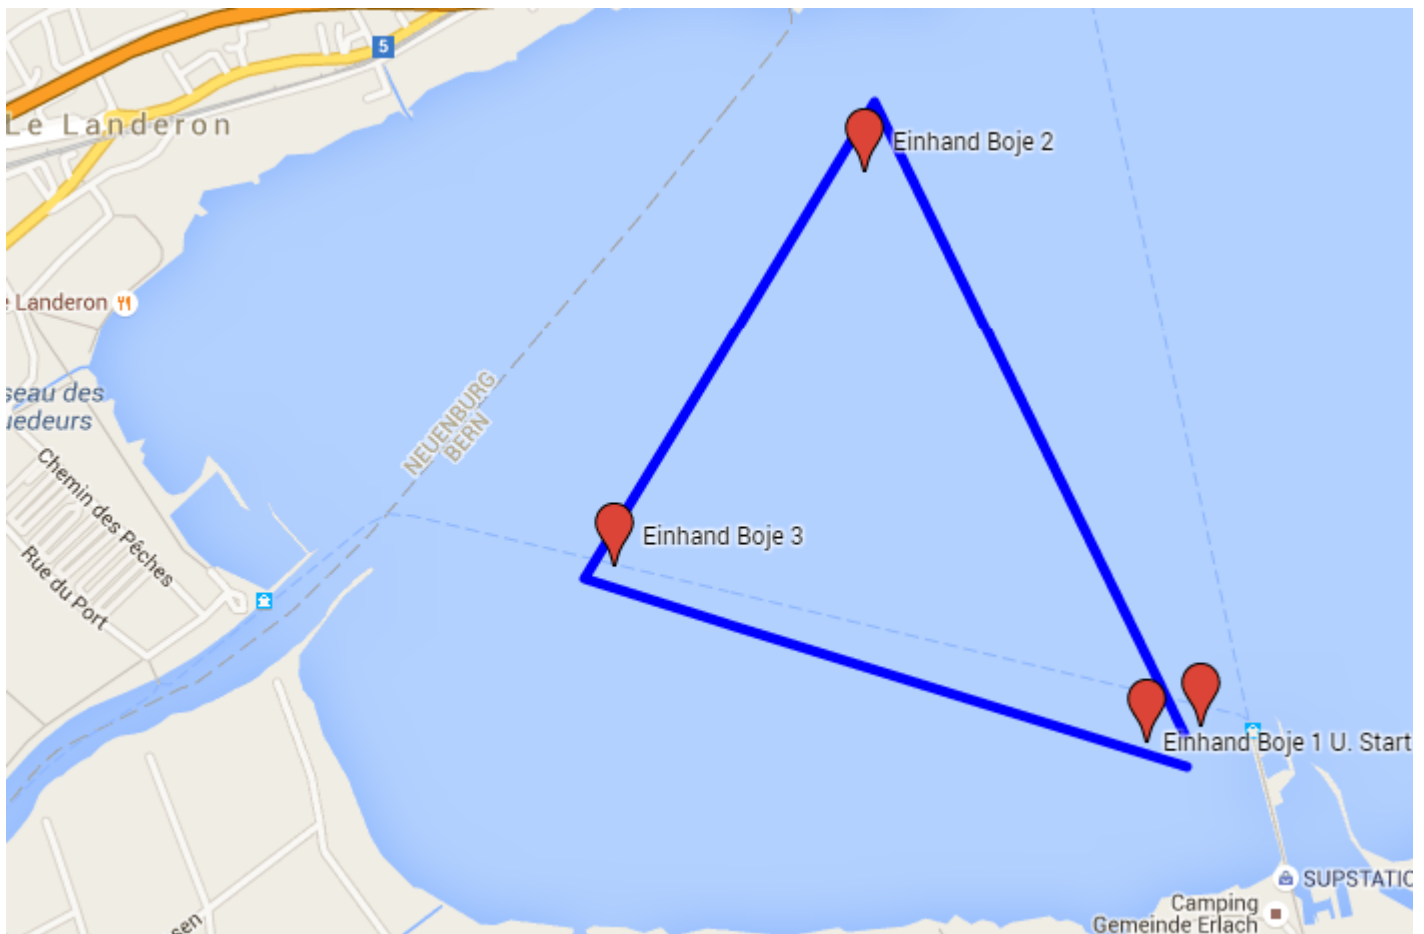 5
Le Landeron
Einhand Boje 2
Landeron
seau des
uedeurs
NEUENBURG
BERN
Chemin des Pêches
Rue du Port
Einhand Boje 3
Einhand Boje 1 U. Start
SUPSTATIO
Camping
Gemeinde Erlach
sen